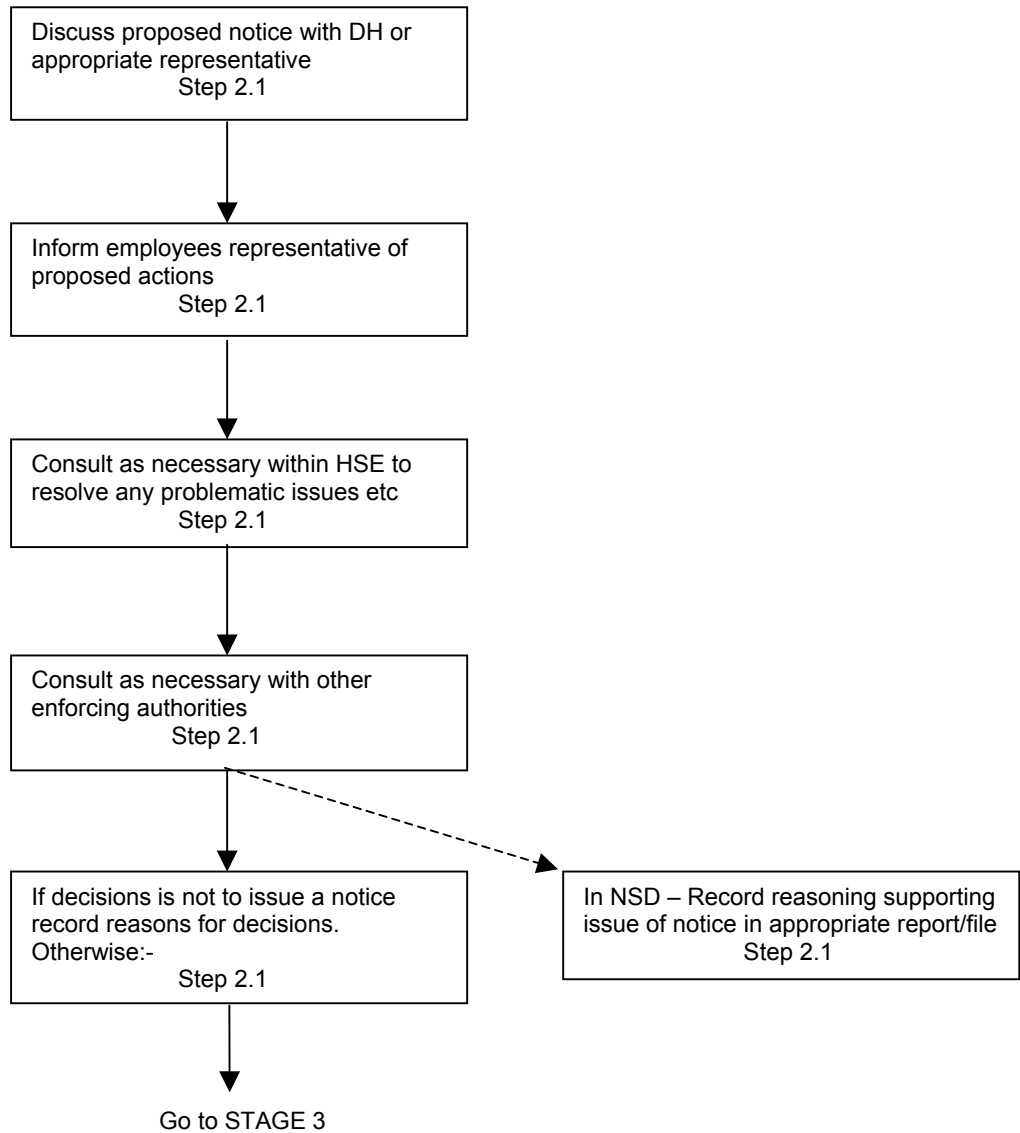 Discuss proposed notice with DH or
appropriate representative
Step 2.1
Inform employees representative of
proposed actions
Step 2.1
Consult as necessary within HSE to
resolve any problematic issues etc
Step 2.1
Consult as necessary with other
enforcing authorities
Step 2.1
If decisions is not to issue a notice
record reasons for decisions.
Otherwise:-
Step 2.1
In NSD – Record reasoning supporting
issue of notice in appropriate report/file
Step 2.1
Go to STAGE 3